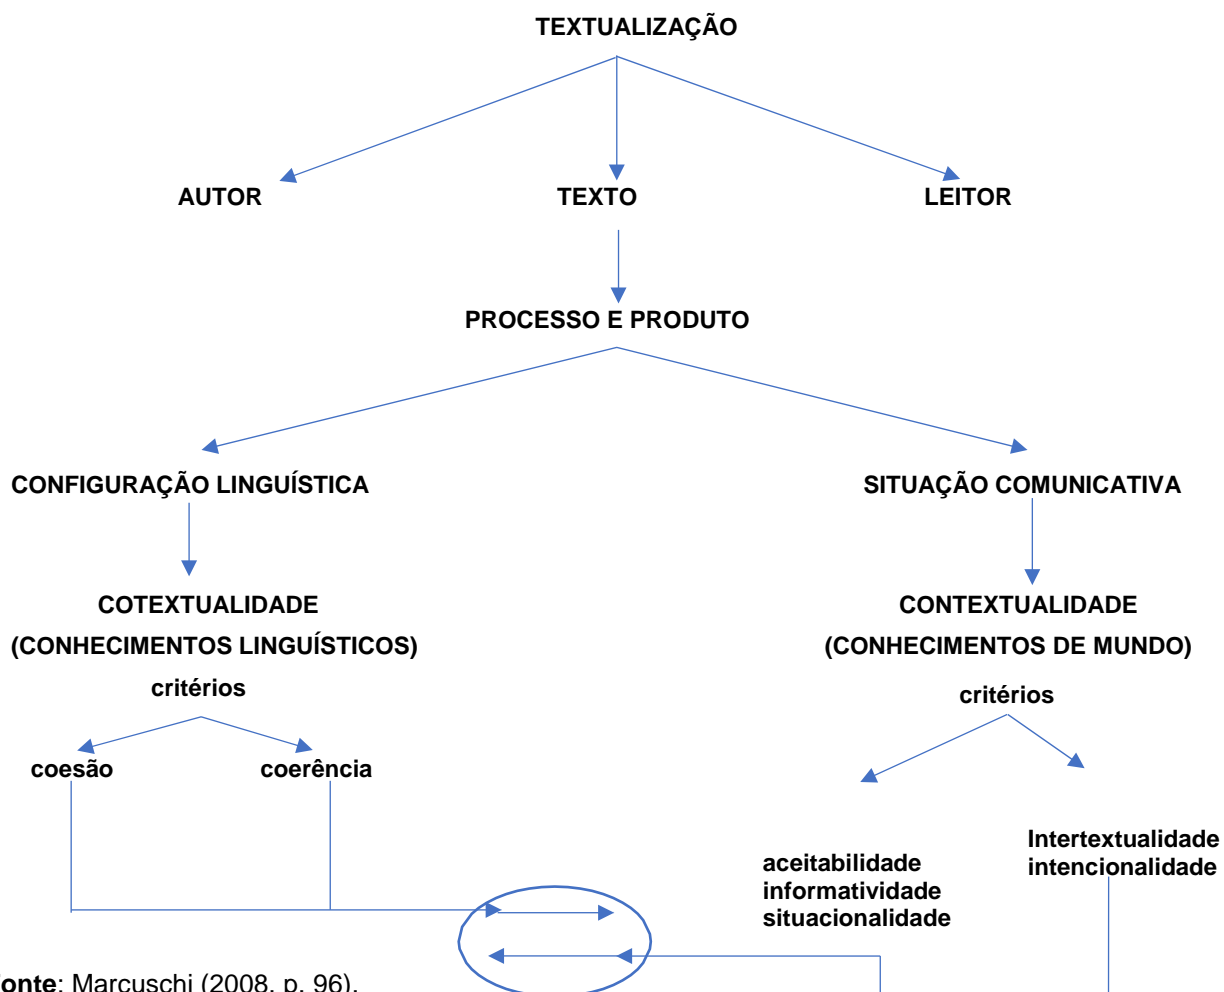 TEXTUALIZAÇÃO
AUTOR
TEXTO
LEITOR
PROCESSO E PRODUTO
CONFIGURAÇÃO LINGUÍSTICA
SITUAÇÃO COMUNICATIVA
COTEXTUALIDADE
(CONHECIMENTOS LINGUÍSTICOS)
CONTEXTUALIDADE
(CONHECIMENTOS DE MUNDO)
critérios
critérios
coesão
coerência
aceitabilidade
informatividade
situacionalidade
Intertextualidade
intencionalidade
onte: Marcuschi (2008, p. 96).